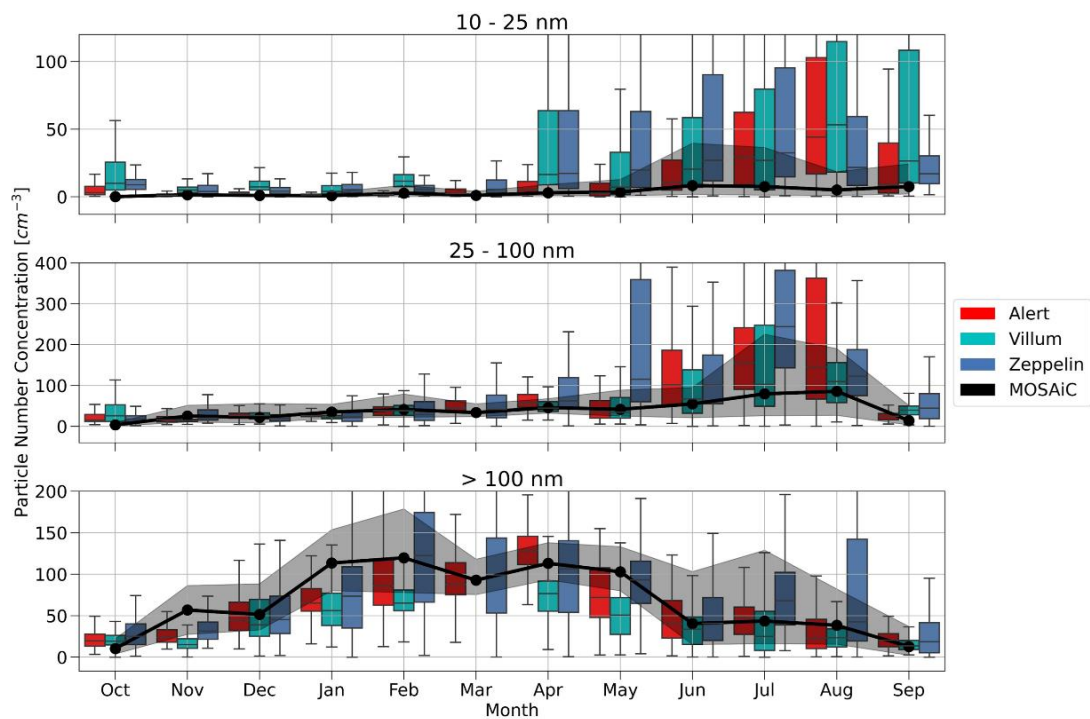 10 - 25 nm
100
50
0
25 - 100 nm
400
300
200
100
0
> 100 nm
200
150
100
50
0
Particle Number Concentration [cm⁻³]
Oct Nov Dec Jan Feb Mar Apr May Jun Jul Aug Sep
Month
Alert
Villum
Zeppelin
MOSAiC